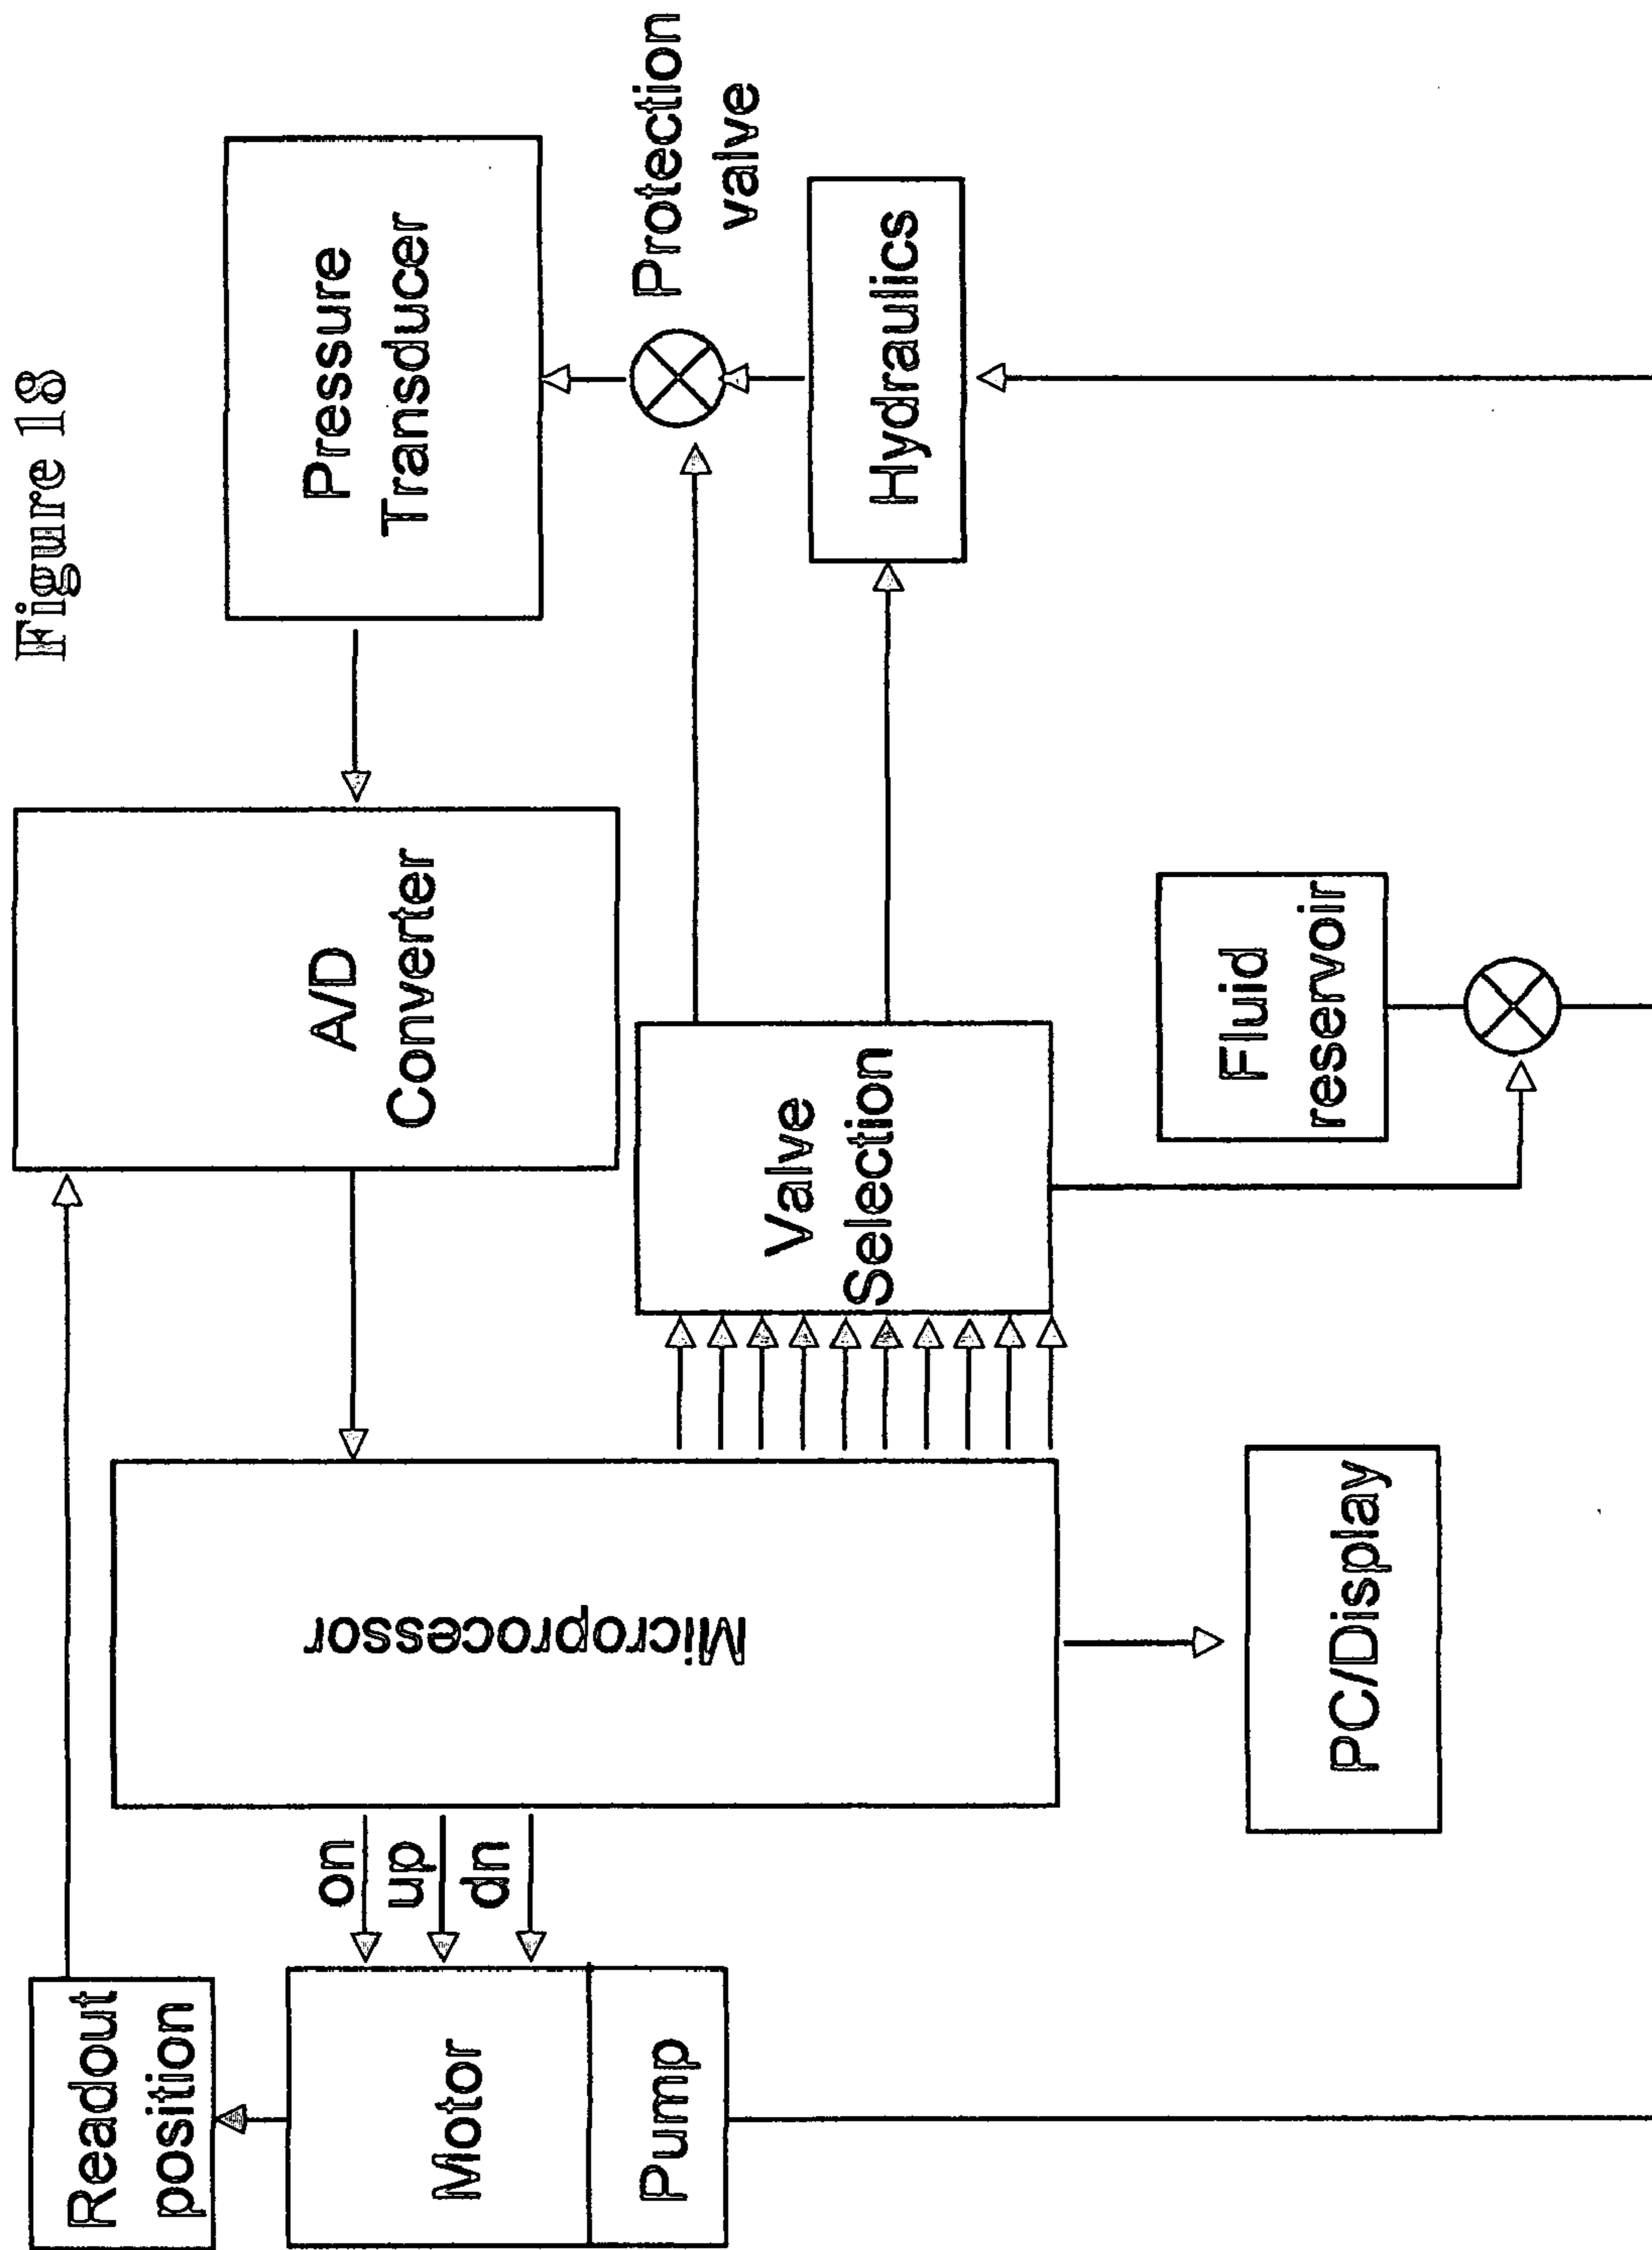 Figure 18
Readout
position
Motor
Pump
on
up
dn
Microprocessor
PC/Display
A/D
Converter
Valve
Selection
Fluid
reservoir
Pressure
Transducer
Protection
valve
Hydraulics